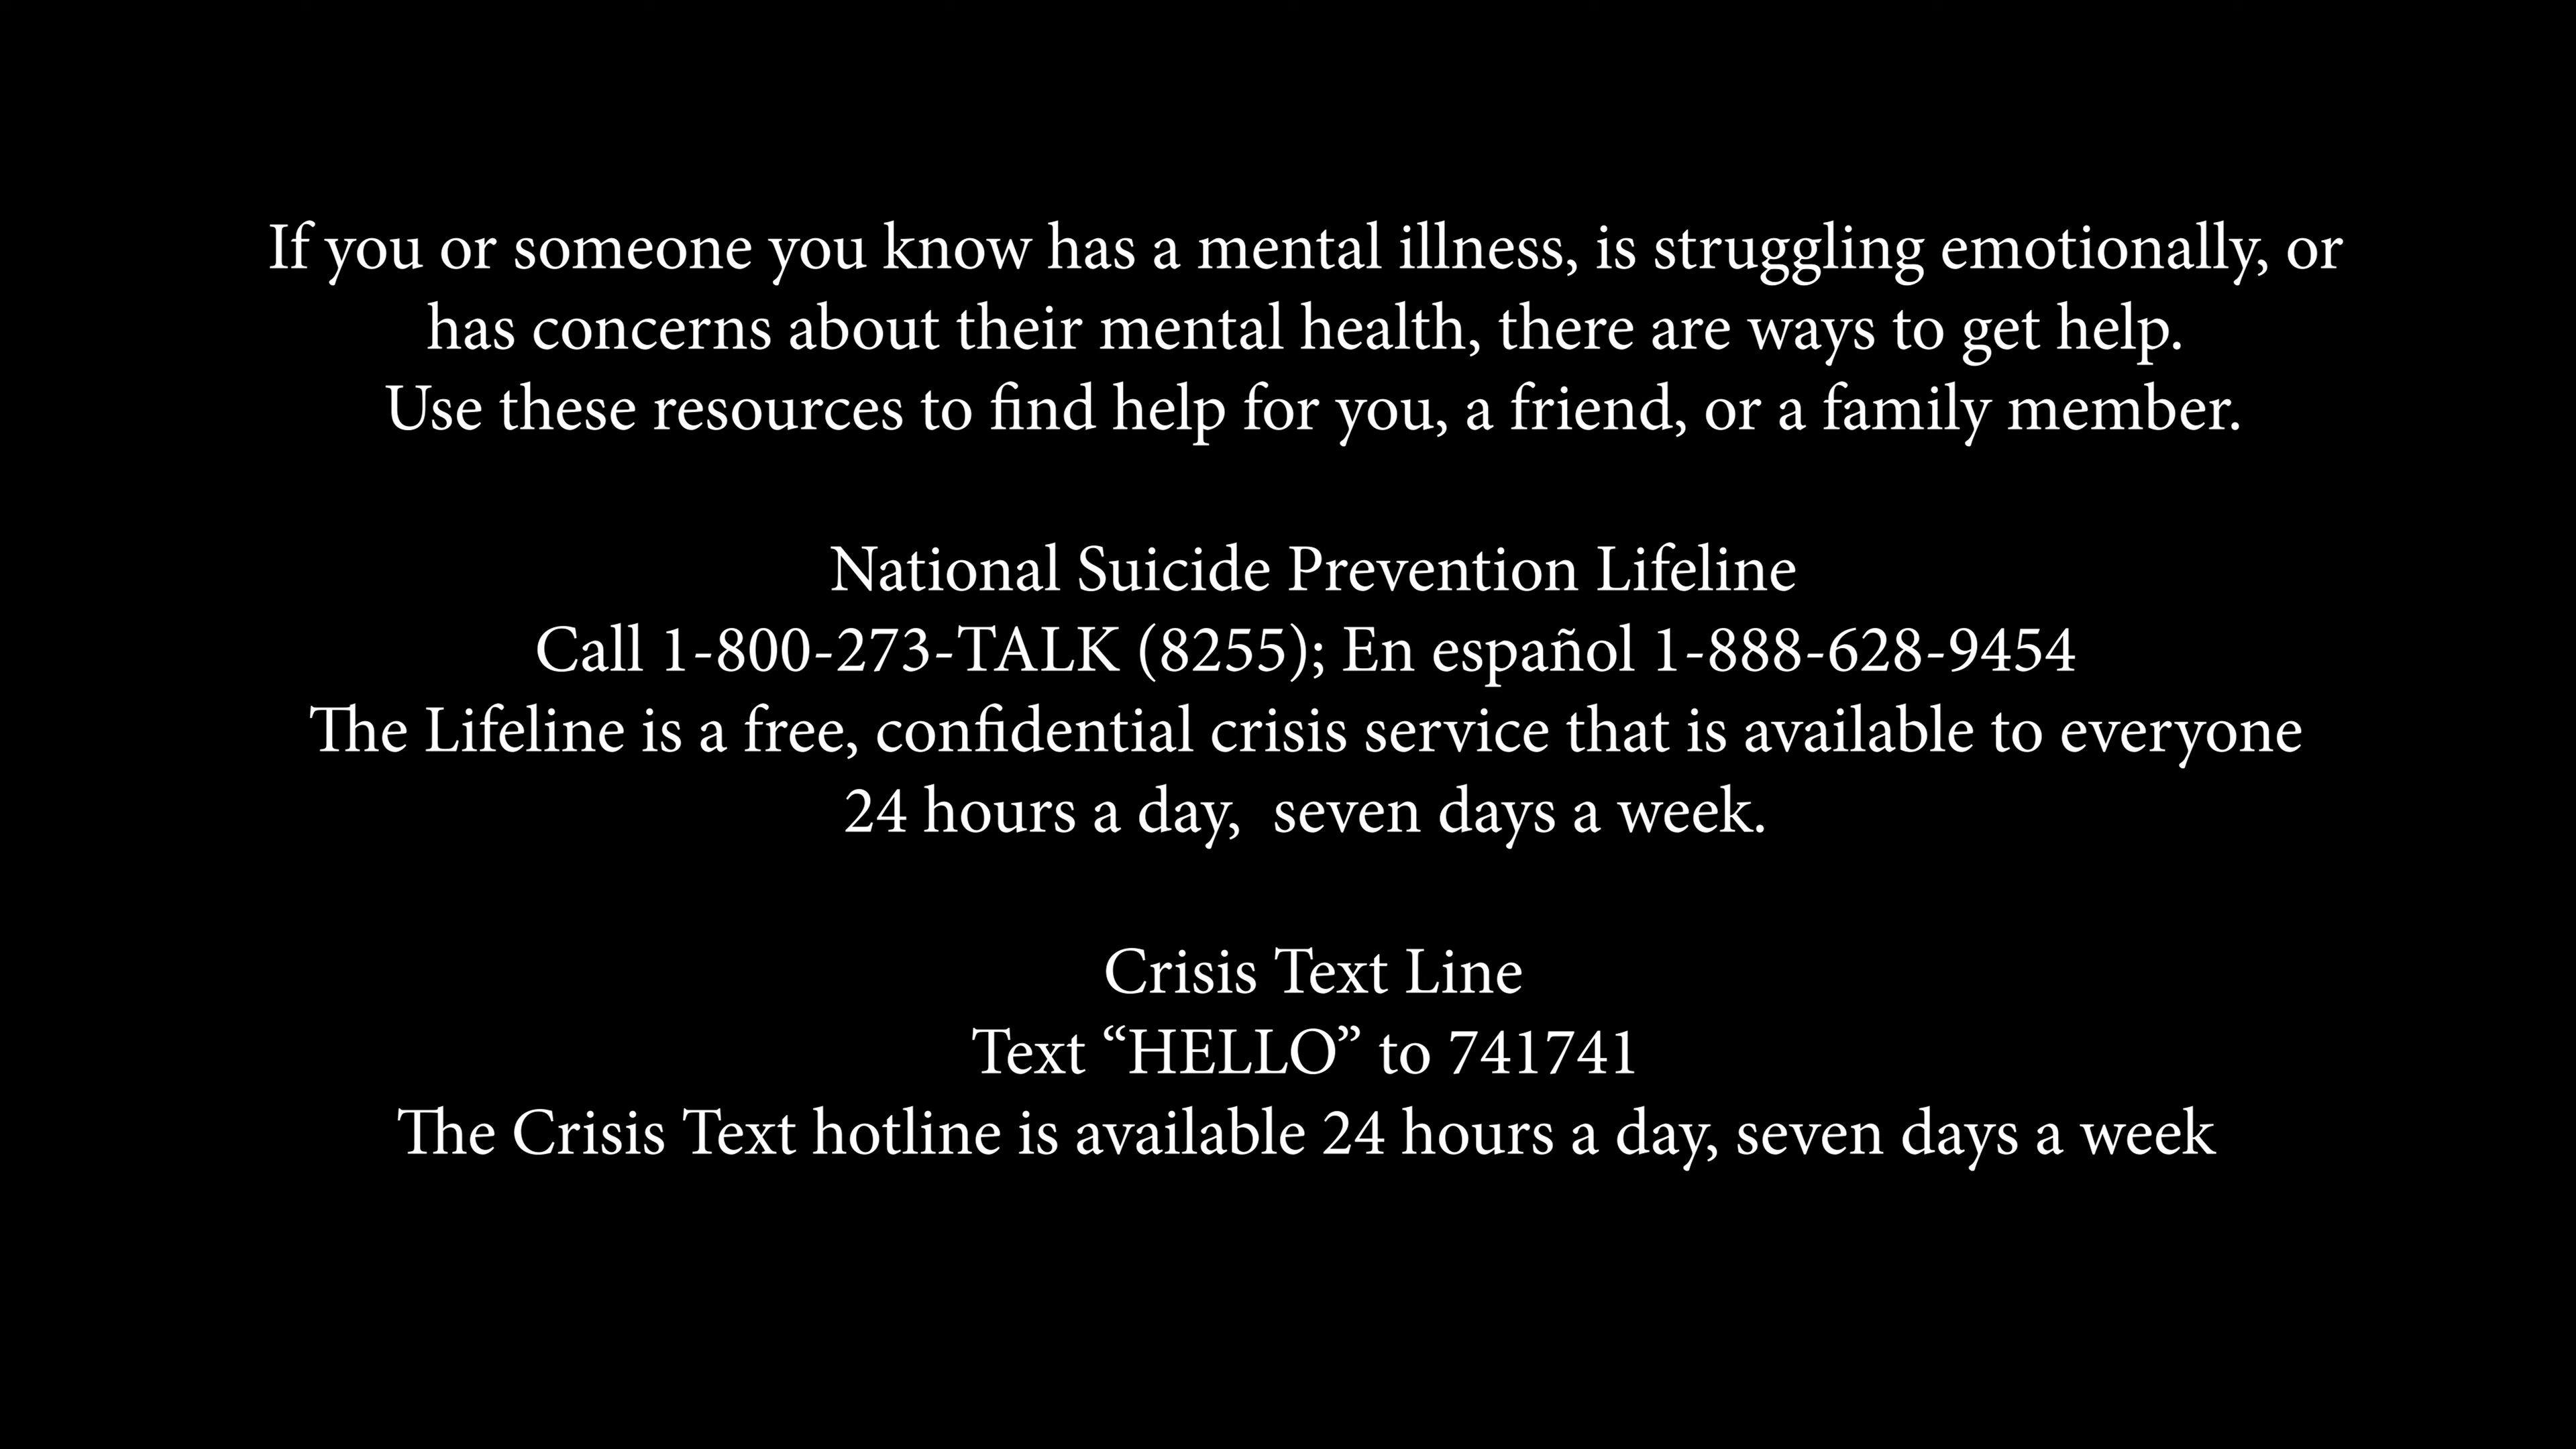 If you or someone you know has a mental illness, is struggling emotionally, or
has concerns about their mental health, there are ways to get help.
Use these resources to find help for you, a friend, or a family member.
National Suicide Prevention Lifeline
Call 1-800-273-TALK (8255); En español 1-888-628-9454
The Lifeline is a free, confidential crisis service that is available to everyone
24 hours a day,  seven days a week.
Crisis Text Line
Text “HELLO” to 741741
The Crisis Text hotline is available 24 hours a day, seven days a week